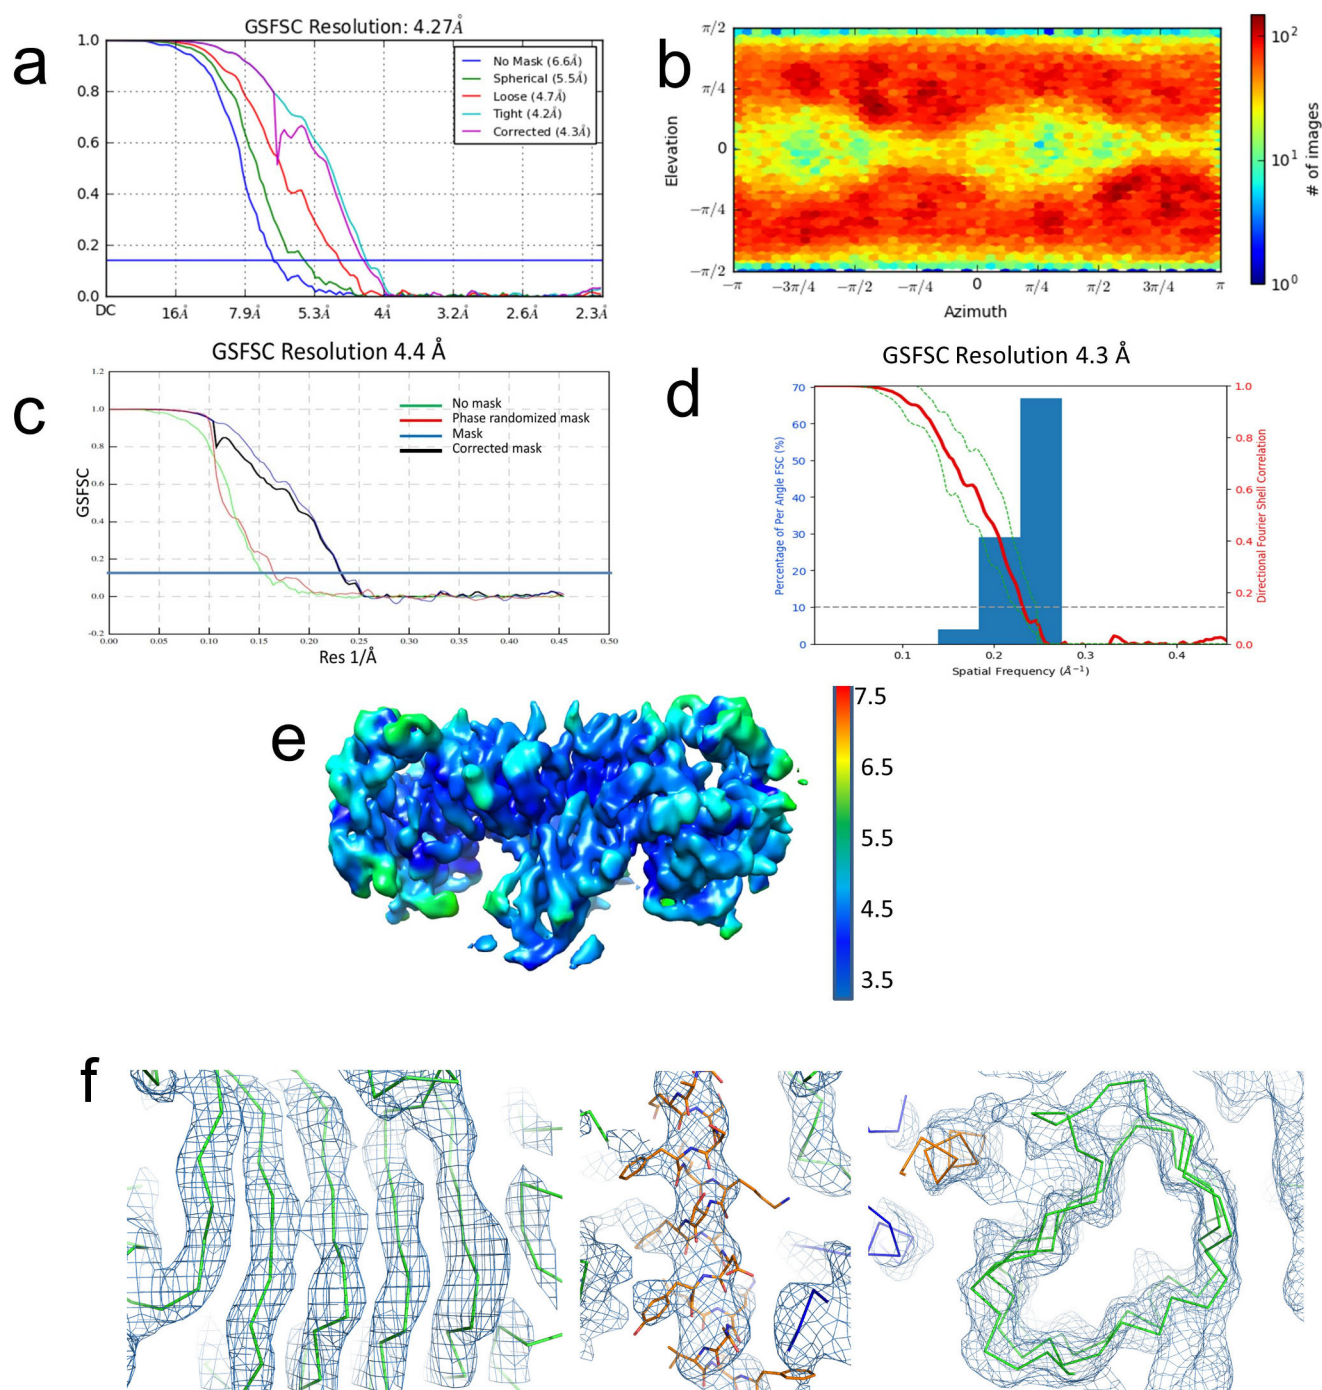 a
GSFSC Resolution: 4.27Å
1.0
0.8
0.6
0.4
0.2
0.0
DC
16Å
7.9Å
5.3Å
4Å
3.2Å
2.6Å
2.3Å
No Mask (6.6Å)
Spherical (5.5Å)
Loose (4.7Å)
Tight (4.2Å)
Corrected (4.3Å)
b
π/2
π/4
0
−π/4
−π/2
Elevation
−π
−3π/4
−π/2
−π/4
0
π/4
π/2
3π/4
π
Azimuth
10²
10¹
10⁰
# of images
c
GSFSC Resolution 4.4 Å
1.2
1.0
0.8
0.6
0.4
0.2
0.0
-0.2
GSFSC
0.00
0.05
0.10
0.15
0.20
0.25
0.30
0.35
0.40
0.45
0.50
Res 1/Å
No mask
Phase randomized mask
Mask
Corrected mask
d
GSFSC Resolution 4.3 Å
70
60
50
40
30
20
10
0
Percentage of Per Angle FSC (%)
0.1
0.2
0.3
0.4
Spatial Frequency (Å⁻¹)
1.0
0.8
0.6
0.4
0.2
0.0
Directional Fourier Shell Correlation
e
7.5
6.5
5.5
4.5
3.5
f